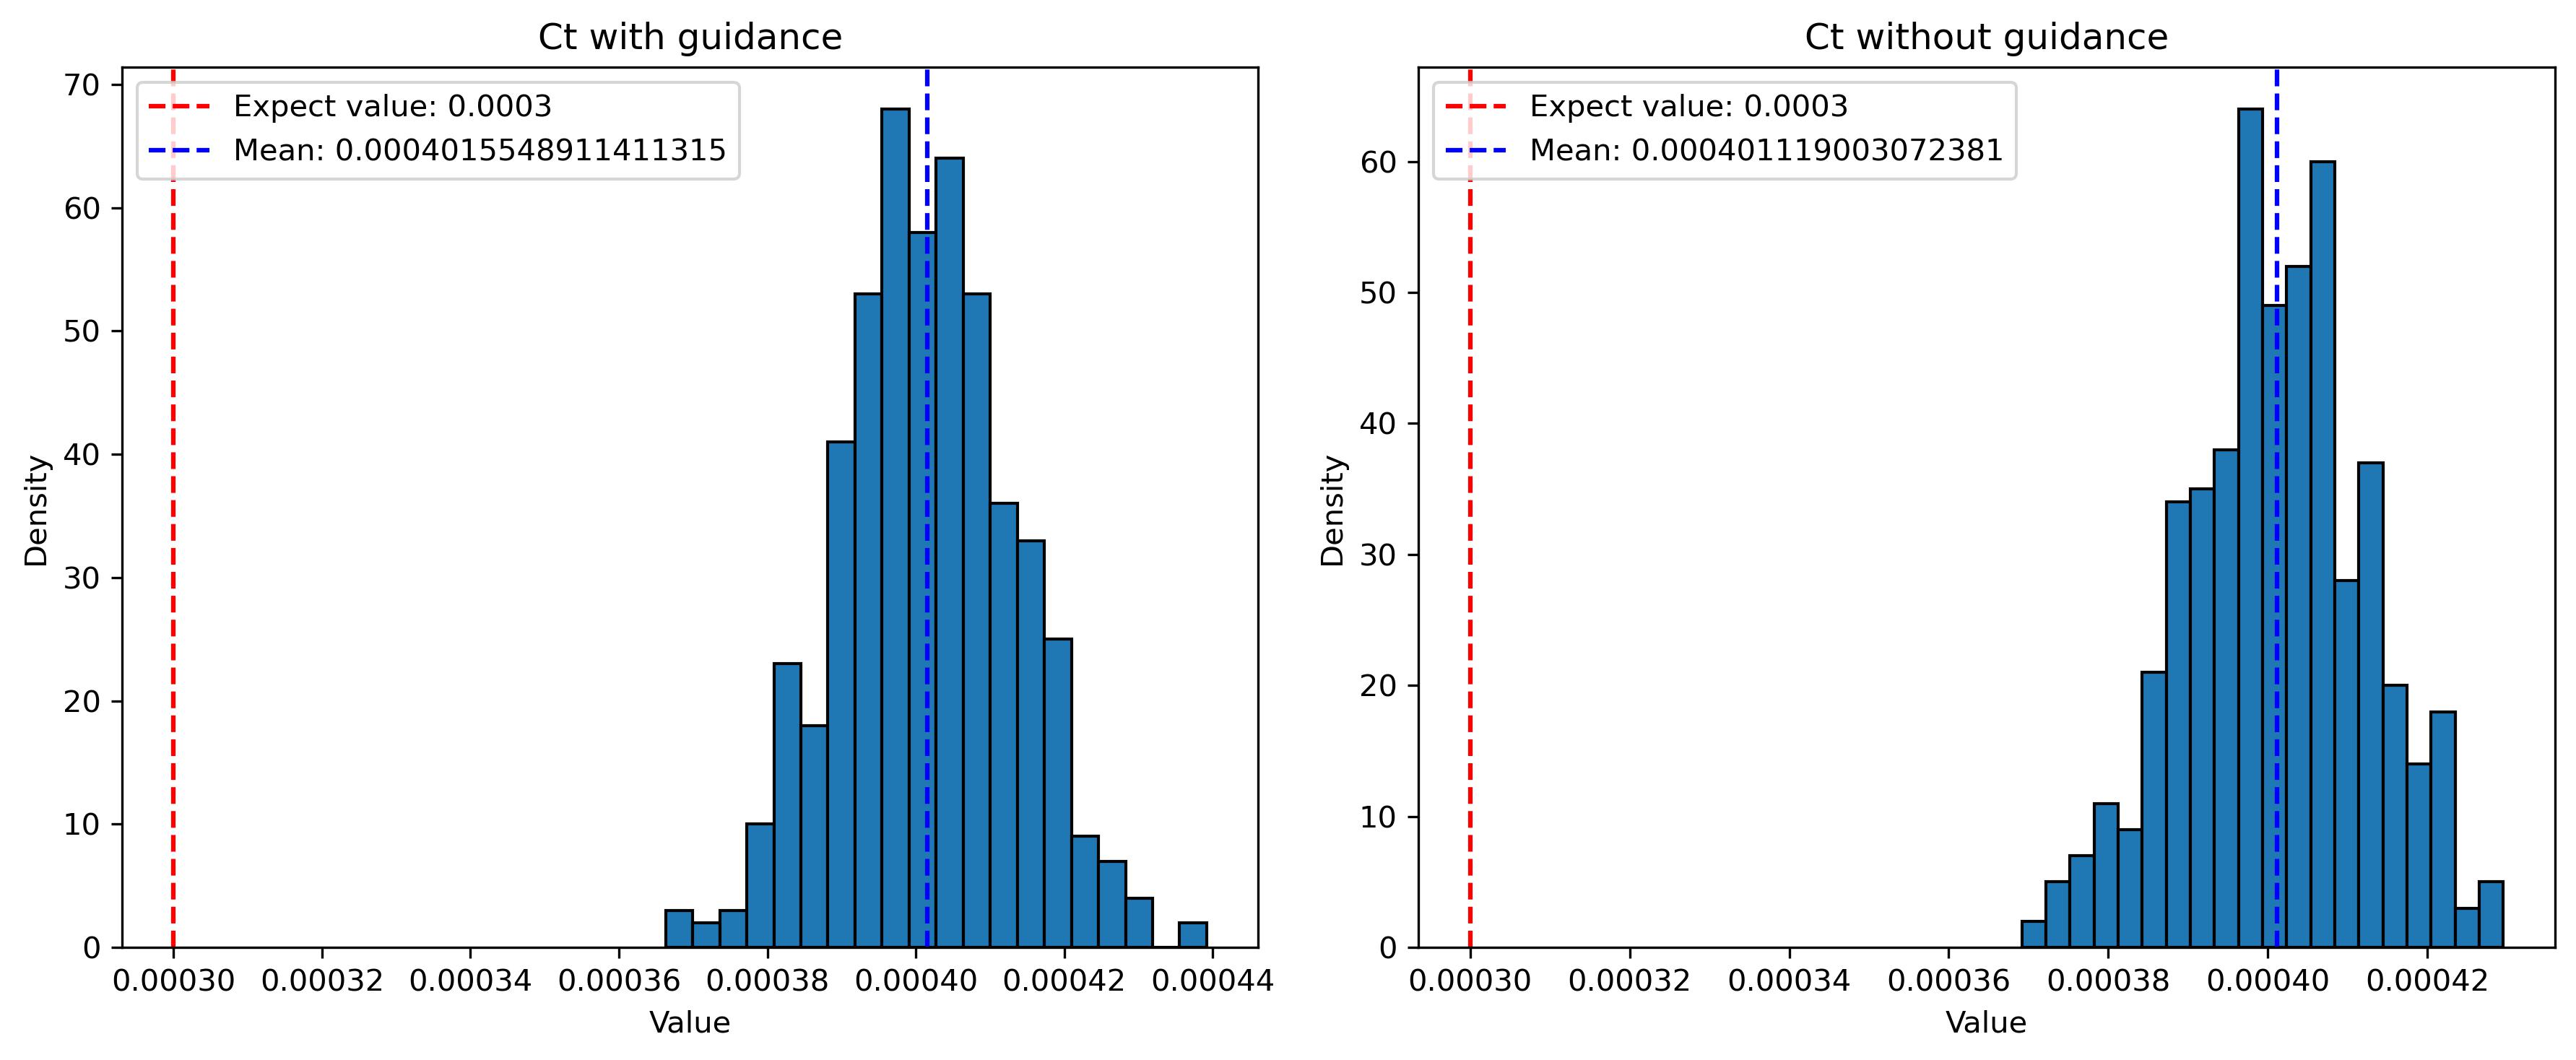 Ct with guidance
Expect value: 0.0003
Mean: 0.0004015548911411315
70
60
50
40
30
20
10
0
Density
0.00030 0.00032 0.00034 0.00036 0.00038 0.00040 0.00042 0.00044
Value
Ct without guidance
Expect value: 0.0003
Mean: 0.000401119003072381
60
50
40
30
20
10
0
Density
0.00030 0.00032 0.00034 0.00036 0.00038 0.00040 0.00042
Value